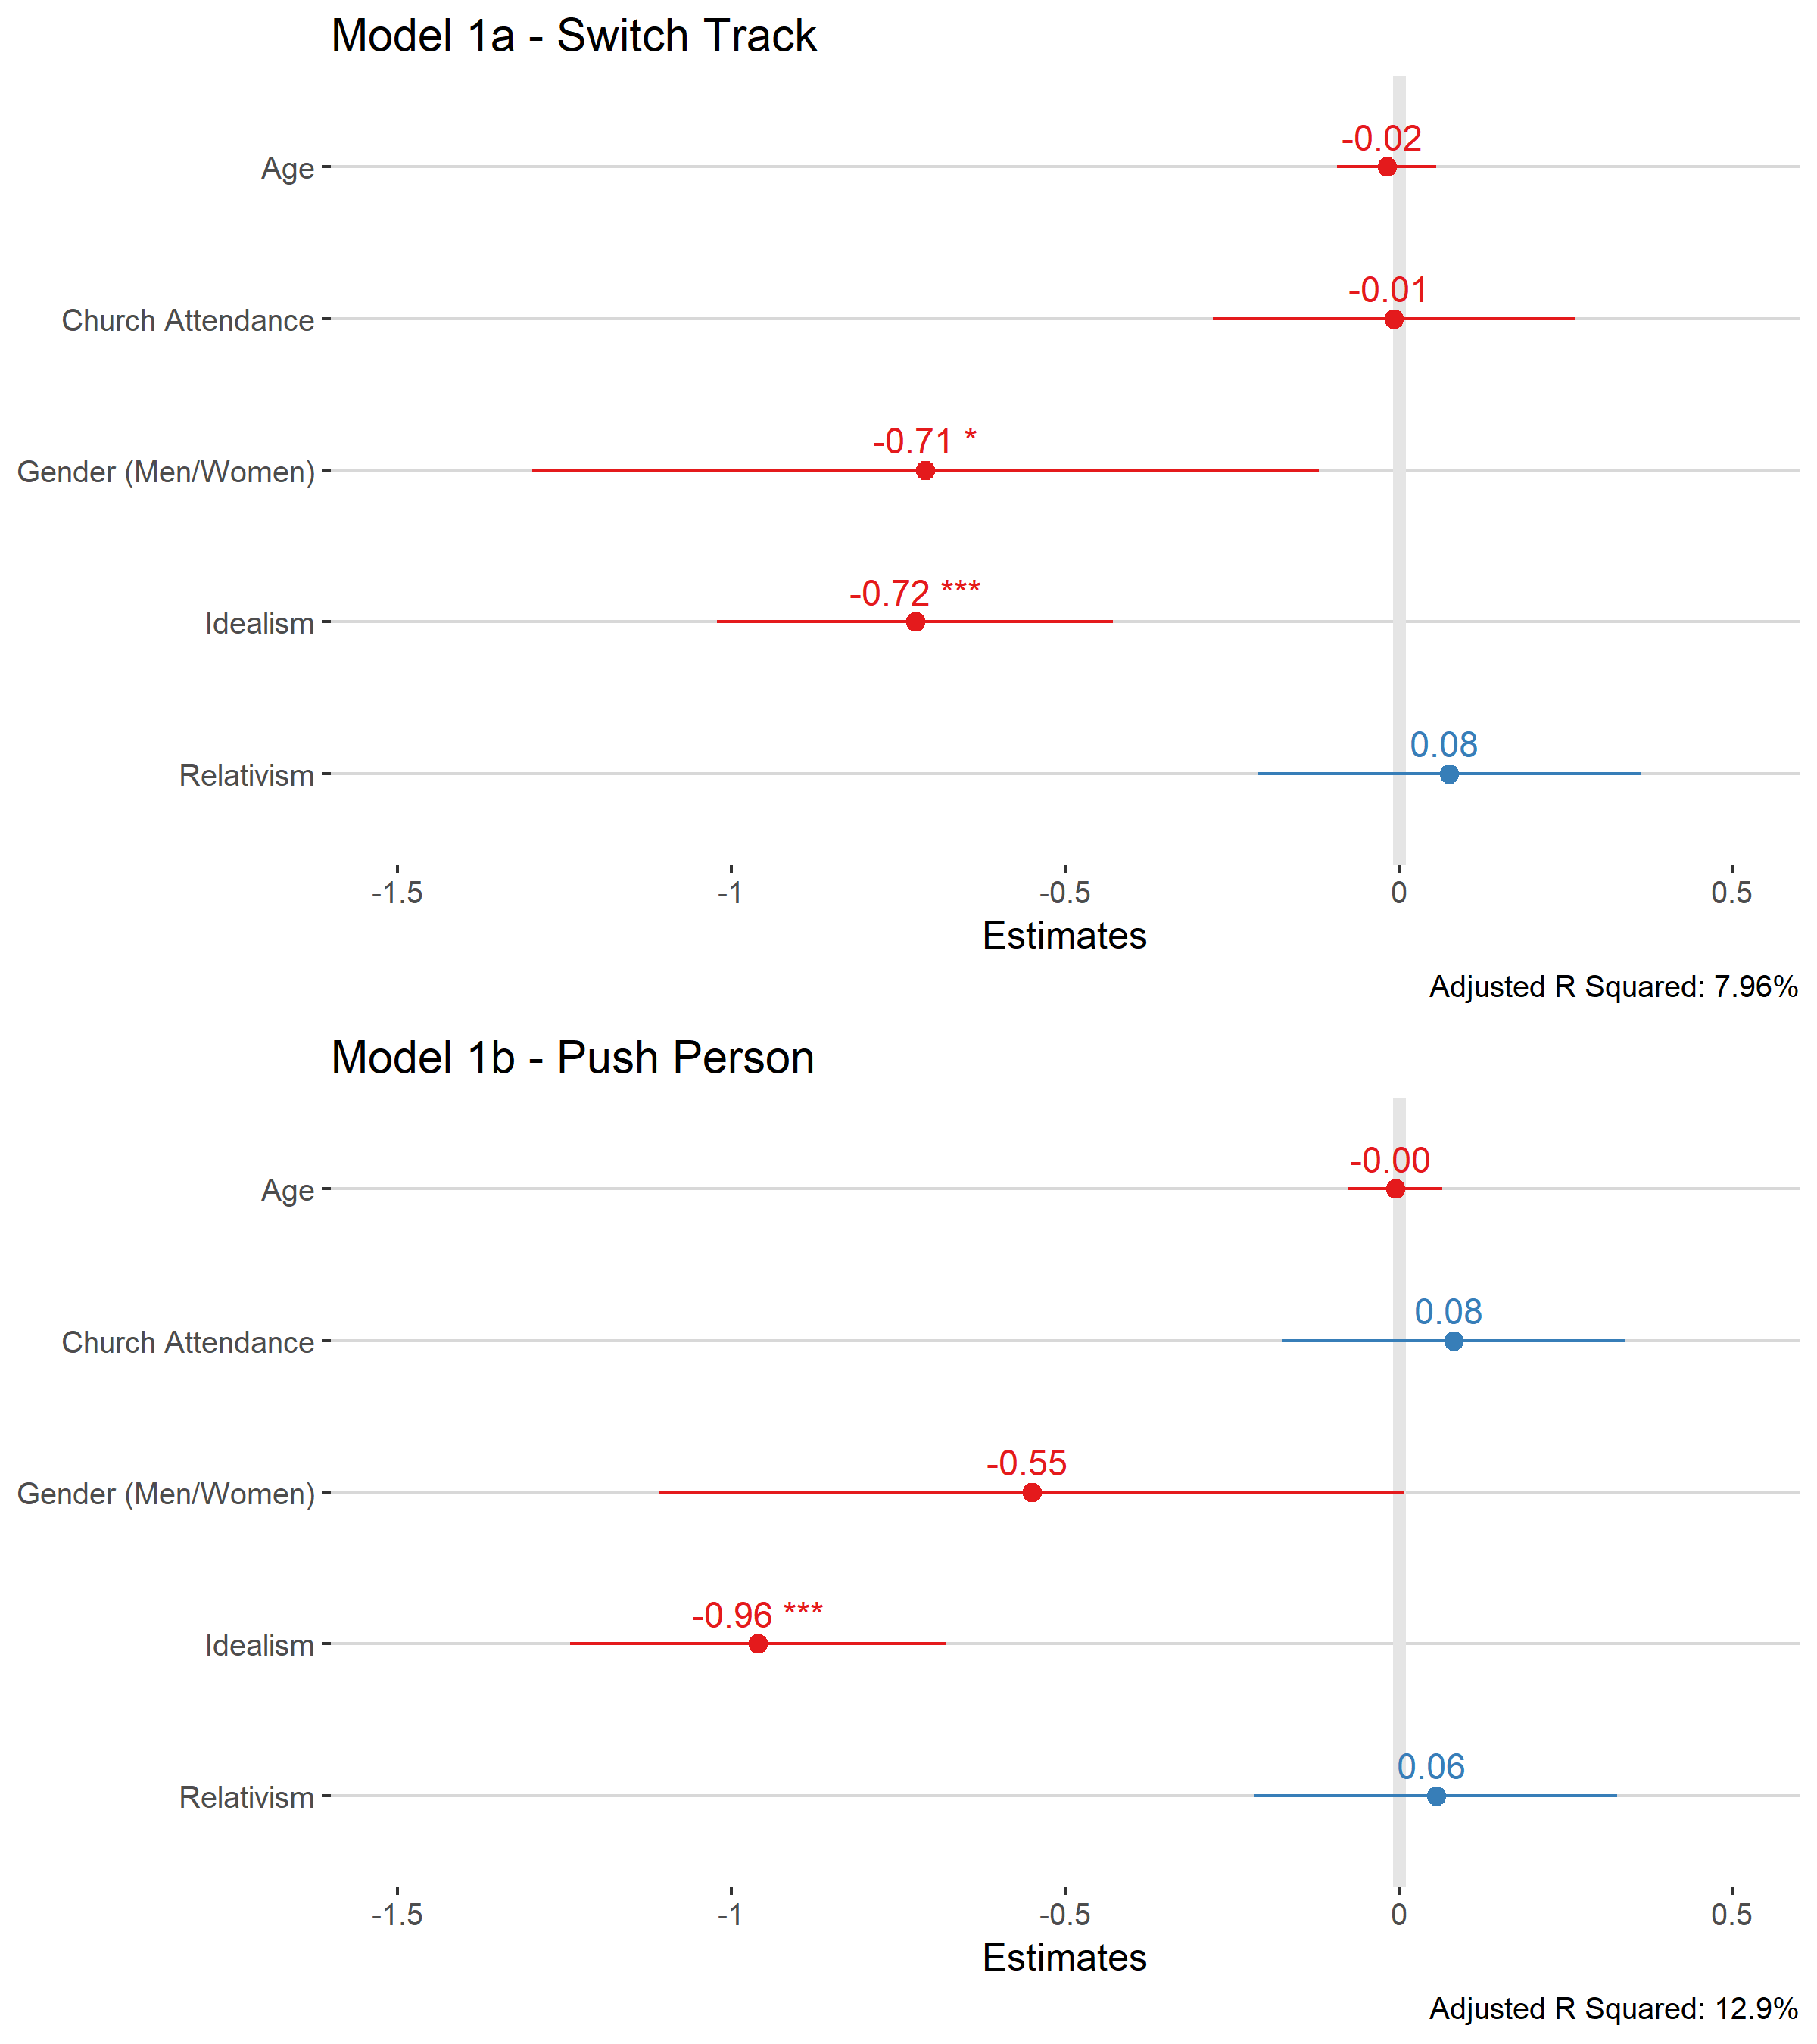 Model 1a - Switch Track
-0.02
Age
-0.01
Church Attendance
-0.71 *
Gender (Men/Women)
-0.72 ***
Idealism
0.08
Relativism
-1.5 -1 -0.5 0 0.5
Estimates
Adjusted R Squared: 7.96%
Model 1b - Push Person
-0.00
Age
0.08
Church Attendance
-0.55
Gender (Men/Women)
-0.96 ***
Idealism
0.06
Relativism
-1.5 -1 -0.5 0 0.5
Estimates
Adjusted R Squared: 12.9%